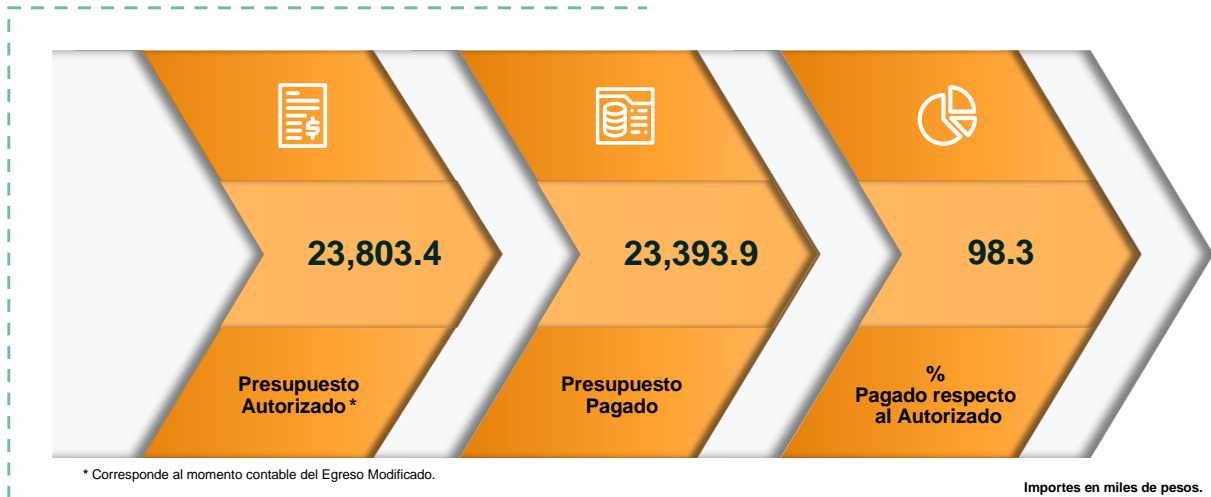 23,803.4
23,393.9
98.3
Presupuesto
Autorizado *
Presupuesto
Pagado
%
Pagado respecto
al Autorizado
* Corresponde al momento contable del Egreso Modificado.
Importes en miles de pesos.